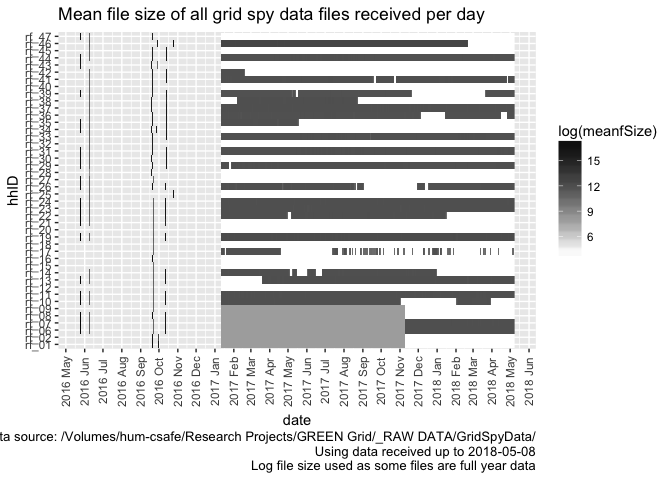 Mean file size of all grid spy data files received per day
rf_47
rf_46
rf_45
rf_44
rf_43
rf_42
rf_41
rf_40
rf_39
rf_38
rf_37
rf_36
rf_35
rf_34
rf_33
rf_32
rf_31
rf_30
rf_29
rf_28
rf_27
rf_26
rf_25
rf_24
rf_23
rf_22
rf_21
rf_20
rf_19
rf_18
rf_17
rf_16
rf_14
rf_13
rf_12
rf_11
rf_10
rf_09
rf_08
rf_07
rf_06
rf_02
rf_01
hhID
2016 May
2016 Jun
2016 Jul
2016 Aug
2016 Sep
2016 Oct
2016 Nov
2016 Dec
2017 Jan
2017 Feb
2017 Mar
2017 Apr
2017 May
2017 Jun
2017 Jul
2017 Aug
2017 Sep
2017 Oct
2017 Nov
2017 Dec
2018 Jan
2018 Feb
2018 Mar
2018 Apr
2018 May
2018 Jun
date
log(meanfSize)
15
12
9
6
ta source: /Volumes/hum-csafe/Research Projects/GREEN Grid/_RAW DATA/GridSpyData/
Using data received up to 2018-05-08
Log file size used as some files are full year data